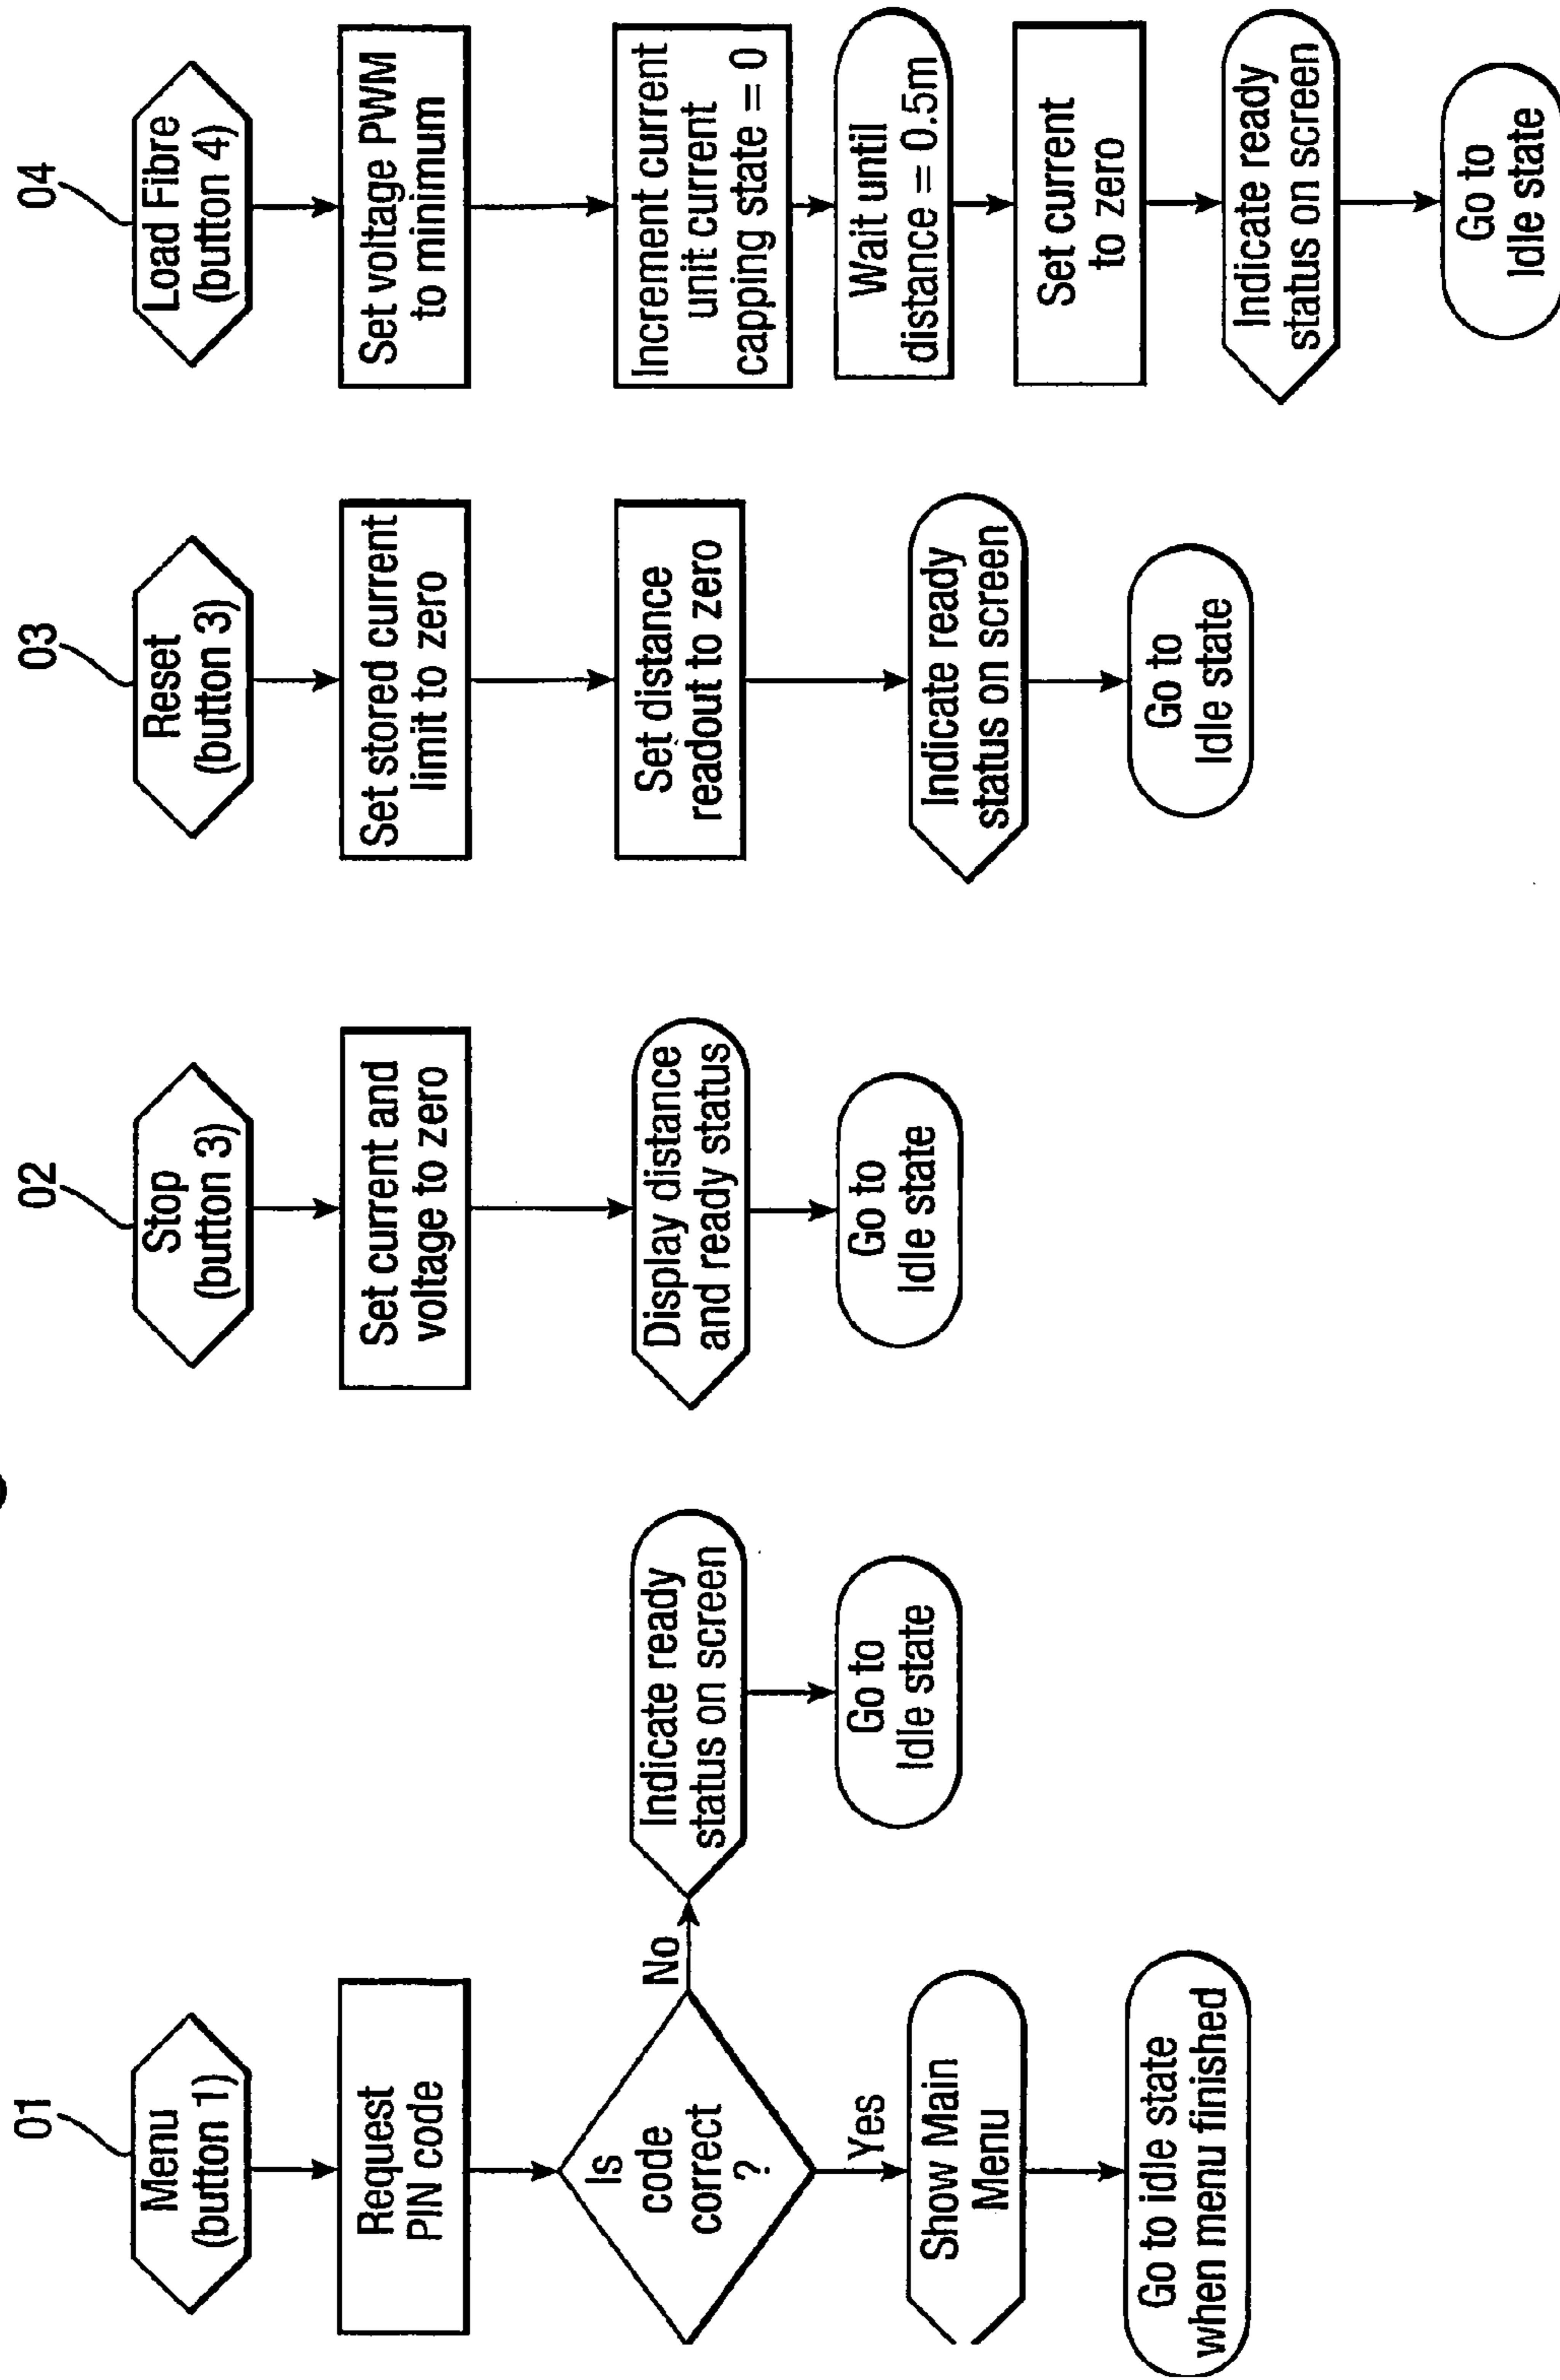 01
Menu
(button 1)
Request
PIN code
Is
code
correct
?
No
Indicate ready
status on screen
Go to
Idle state
Yes
Show Main
Menu
Go to idle state
when menu finished
02
Stop
(button 3)
Set current and
voltage to zero
Display distance
and ready status
Go to
Idle state
03
Reset
(button 3)
Set stored current
limit to zero
Set distance
readout to zero
Indicate ready
status on screen
Go to
Idle state
04
Load Fibre
(button 4)
Set voltage PWM
to minimum
Increment current
unit current
capping state = 0
Wait until
distance = 0.5m
Set current
to zero
Indicate ready
status on screen
Go to
Idle state